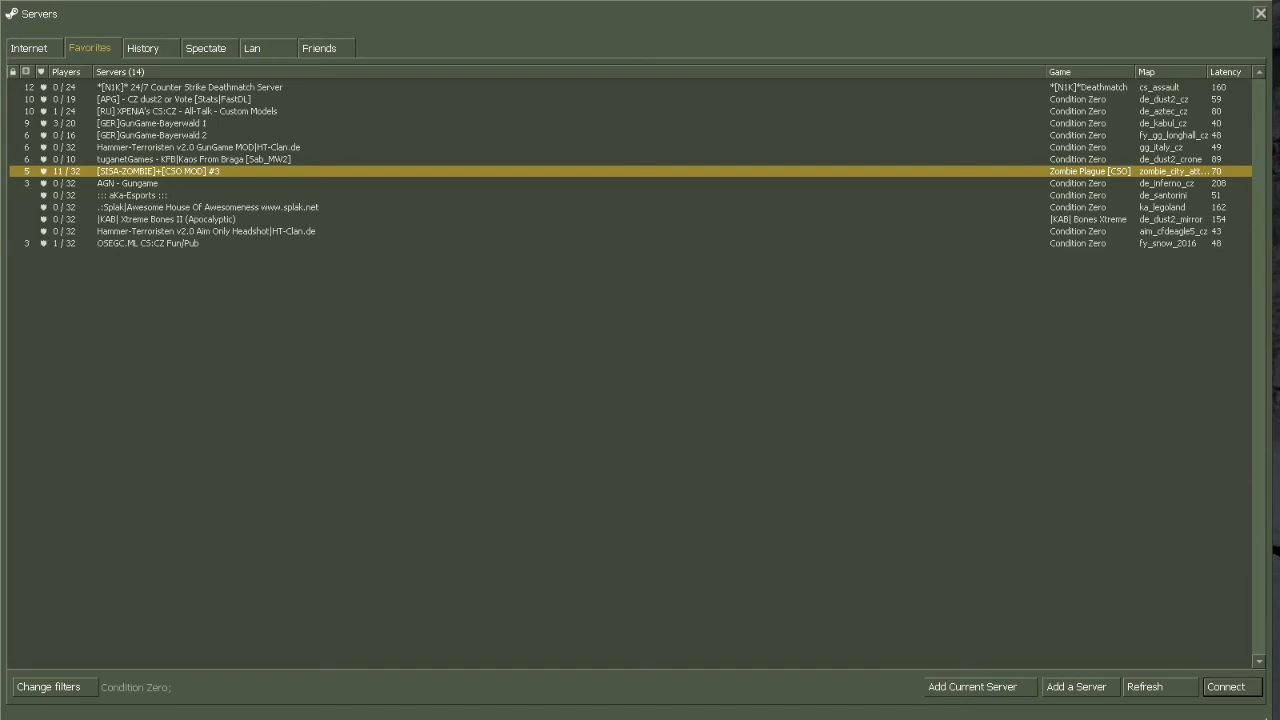 Servers
Internet Favorites History Spectate Lan Friends
Players Servers (14) Game Map Latency
12 0 / 24 *[N1K]* 24/7 Counter Strike Deathmatch Server *[N1K]*Deathmatch cs_assault 160
10 0 / 19 [APG] - CZ dust2 or Vote [Stats|FastDL] Condition Zero de_dust2_cz 59
10 1 / 24 [RU] XPENIA's CS:CZ - All-Talk - Custom Models Condition Zero de_aztec_cz 80
9 3 / 20 [GER]GunGame-Bayerwald 1 Condition Zero de_kabul_cz 40
6 0 / 16 [GER]GunGame-Bayerwald 2 Condition Zero fy_gg_longhall_cz 48
6 0 / 32 Hammer-Terroristen v2.0 GunGame MOD|HT-Clan.de Condition Zero gg_italy_cz 49
6 0 / 10 tuganetGames - KFB|Kaos From Braga [Sab_MW2] Condition Zero de_dust2_crone 89
5 11 / 32 [SISA-ZOMBIE]+[CSO MOD] #3 Zombie Plague [CSO] zombie_city_att... 70
3 0 / 32 AGN - Gungame Condition Zero de_inferno_cz 208
0 / 32 ::: aKa-Esports ::: Condition Zero de_santorini 51
0 / 32 .:Splak|Awesome House Of Awesomeness www.splak.net Condition Zero ka_legoland 162
0 / 32 |KAB| Xtreme Bones II (Apocalyptic) |KAB| Bones Xtreme de_dust2_mirror 154
0 / 32 Hammer-Terroristen v2.0 Aim Only Headshot|HT-Clan.de Condition Zero aim_cfdeagle5_cz 43
3 1 / 32 OSEGC.ML CS:CZ Fun/Pub Condition Zero fy_snow_2016 48
Change filters Condition Zero; Add Current Server Add a Server Refresh Connect